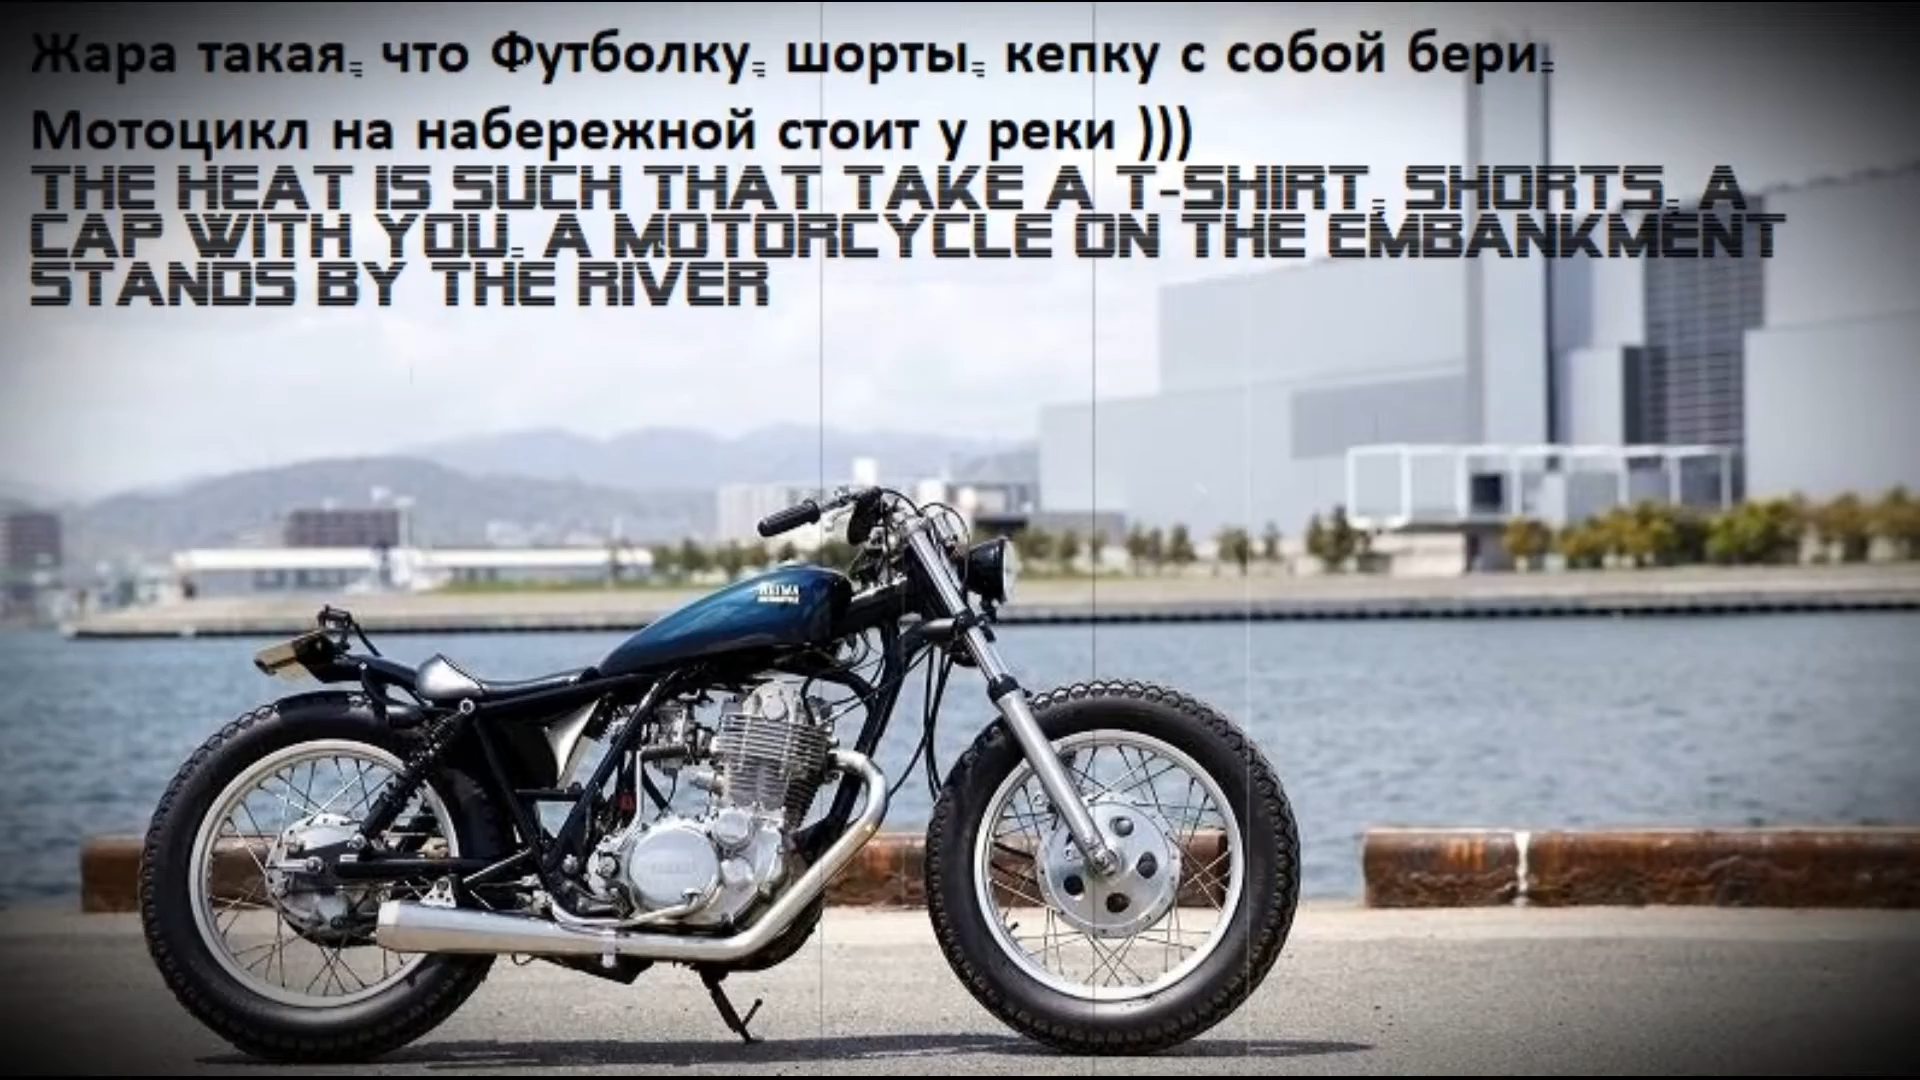 Жара такая, что Футболку, шорты, кепку с собой бери.
Мотоцикл на набережной стоит у реки )))
THE HEAT IS SUCH THAT TAKE A T-SHIRT, SHORTS, A
CAP WITH YOU. A MOTORCYCLE ON THE EMBANKMENT
STANDS BY THE RIVER